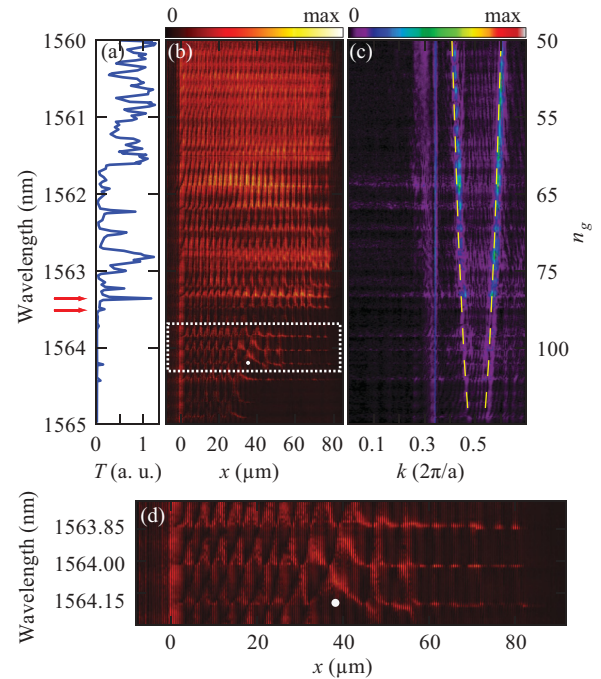 0 max 0 max
(a) (b) (c)
1560 50
1561 55
1562 65
1563 75
1564 100
1565
Wavelength (nm)
n_g
0 1 0 20 40 60 80 0.1 0.3 0.5
T (a. u.) x (μm) k (2π/a)
(d)
1563.85
1564.00
1564.15
Wavelength (nm)
0 20 40 60 80
x (μm)